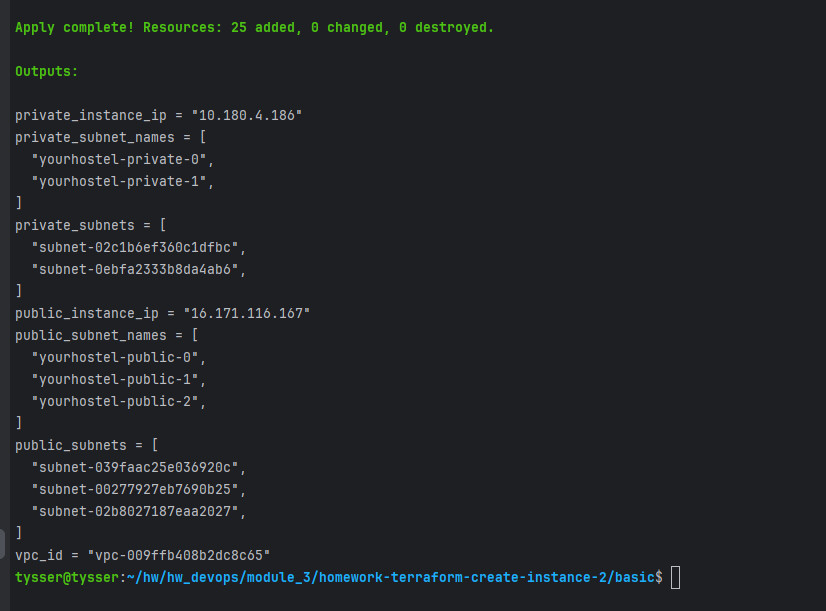 Apply complete! Resources: 25 added, 0 changed, 0 destroyed.
Outputs:
private_instance_ip = "10.180.4.186"
private_subnet_names = [
  "yourhostel-private-0",
  "yourhostel-private-1",
]
private_subnets = [
  "subnet-02c1b6ef360c1dfbc",
  "subnet-0ebfa2333b8da4ab6",
]
public_instance_ip = "16.171.116.167"
public_subnet_names = [
  "yourhostel-public-0",
  "yourhostel-public-1",
  "yourhostel-public-2",
]
public_subnets = [
  "subnet-039faac25e036920c",
  "subnet-00277927eb7690b25",
  "subnet-02b8027187eaa2027",
]
vpc_id = "vpc-009ffb408b2dc8c65"
tysser@tysser:~/hw/hw_devops/module_3/homework-terraform-create-instance-2/basic$